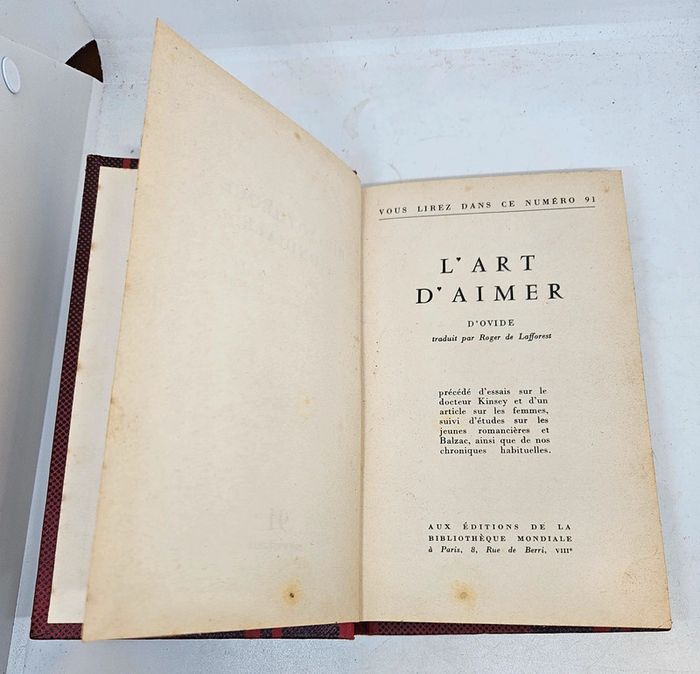 VOUS LIREZ DANS CE NUMÉRO 91
L'ART
D'AIMER
D'OVIDE
traduit par Roger de Lafforest
précédé d'essais sur le
docteur Kinsey et d'un
article sur les femmes,
suivi d'études sur les
jeunes romancières et
Balzac, ainsi que de nos
chroniques habituelles.
AUX ÉDITIONS DE LA
BIBLIOTHÈQUE MONDIALE
à Paris, 8, Rue de Berri, VIIIᵉ